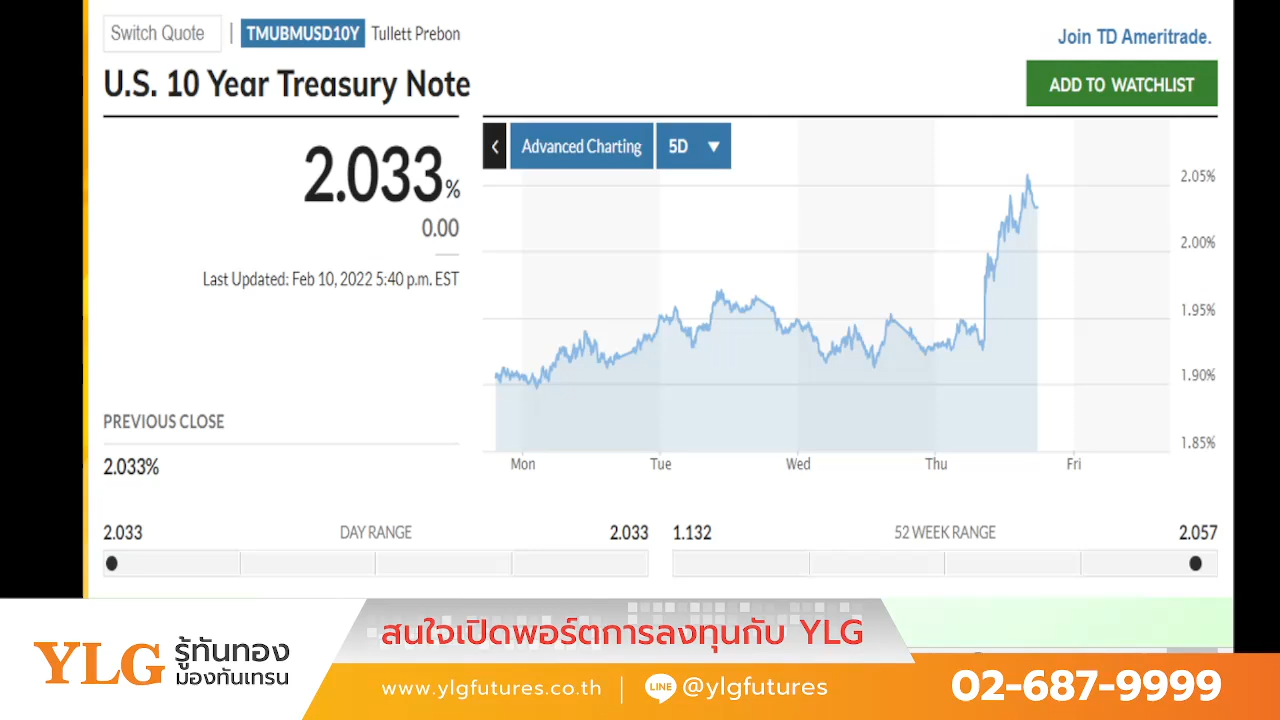 Switch Quote | TMUBMUSD10Y Tullett Prebon
Join TD Ameritrade.
U.S. 10 Year Treasury Note
ADD TO WATCHLIST
2.033%
0.00
Last Updated: Feb 10, 2022 5:40 p.m. EST
PREVIOUS CLOSE
2.033%
Advanced Charting 5D
2.05%
2.00%
1.95%
1.90%
1.85%
Mon Tue Wed Thu Fri
2.033 DAY RANGE 2.033
1.132 52 WEEK RANGE 2.057
YLG รู้ทันทอง
มองทันเทรน
สนใจเปิดพอร์ตการลงทุนกับ YLG
www.ylgfutures.co.th | LINE @ylgfutures
02-687-9999